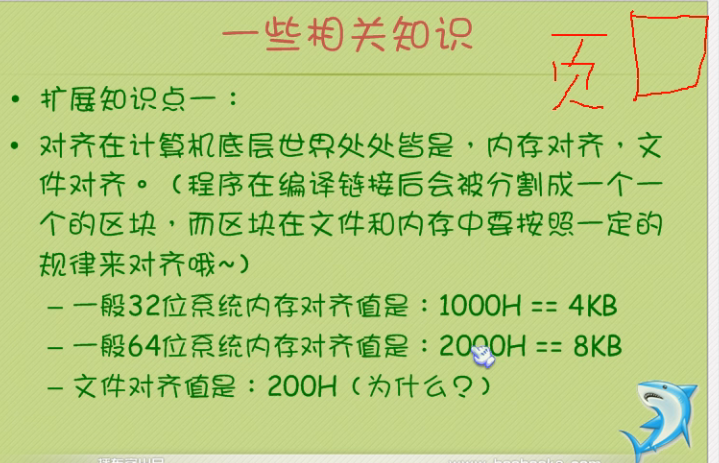 一些相关知识
页
• 扩展知识点一：
• 对齐在计算机底层世界处处皆是，内存对齐，文
件对齐。（程序在编译链接后会被分割成一个一
个的区块，而区块在文件和内存中要按照一定的
规律来对齐哦~）
– 一般32位系统内存对齐值是：1000H == 4KB
– 一般64位系统内存对齐值是：2000H == 8KB
– 文件对齐值是：200H（为什么？）